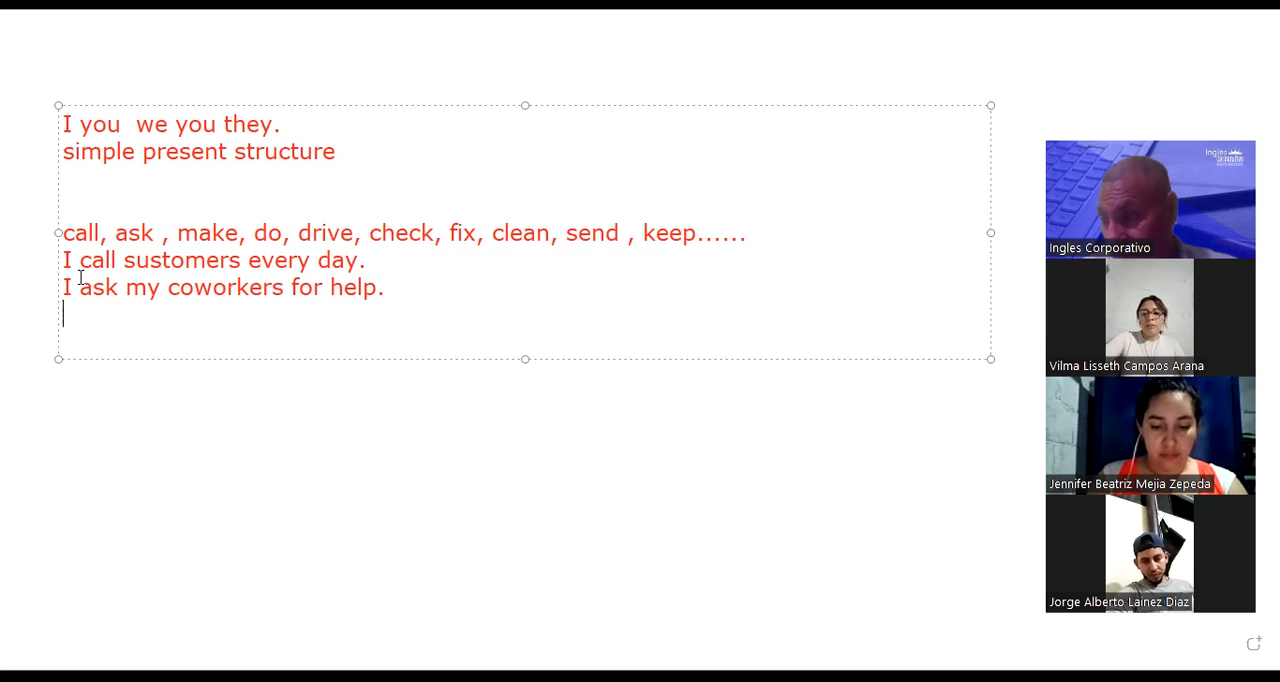 I you we you they.
simple present structure
call, ask , make, do, drive, check, fix, clean, send , keep......
I call sustomers every day.
I ask my coworkers for help.
Ingles Corporativo
Ingles Corporativo
Vilma Lisseth Campos Arana
Jennifer Beatriz Mejia Zepeda
Jorge Alberto Lainez Diaz